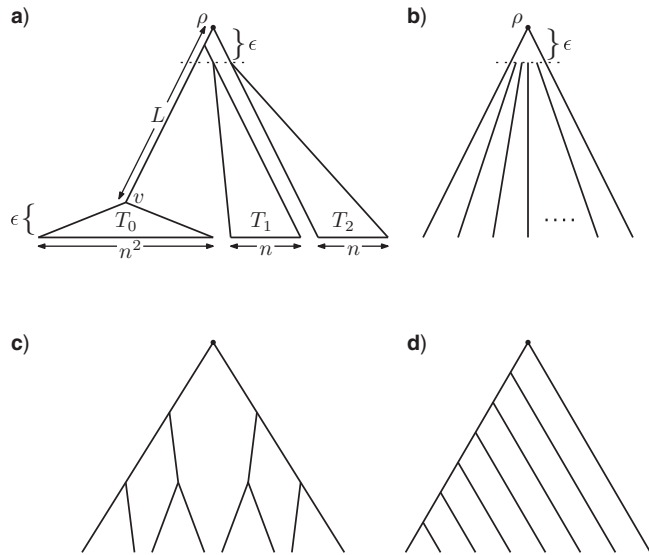 a)
ρ
} ϵ
L
v
ϵ {
T₀
T₁
T₂
n²
n
n
b)
ρ
} ϵ
....
c)
d)